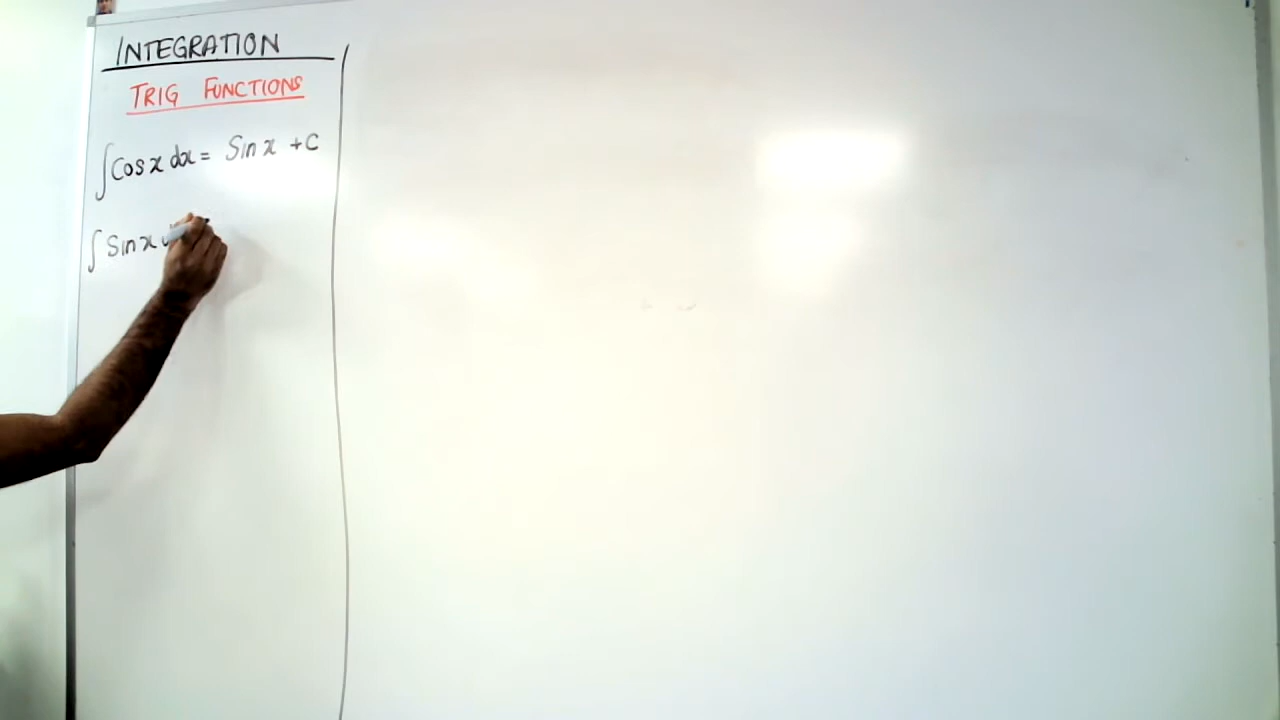 INTEGRATION
TRIG FUNCTIONS
∫Cos x dx = Sin x + C
∫ Sin x